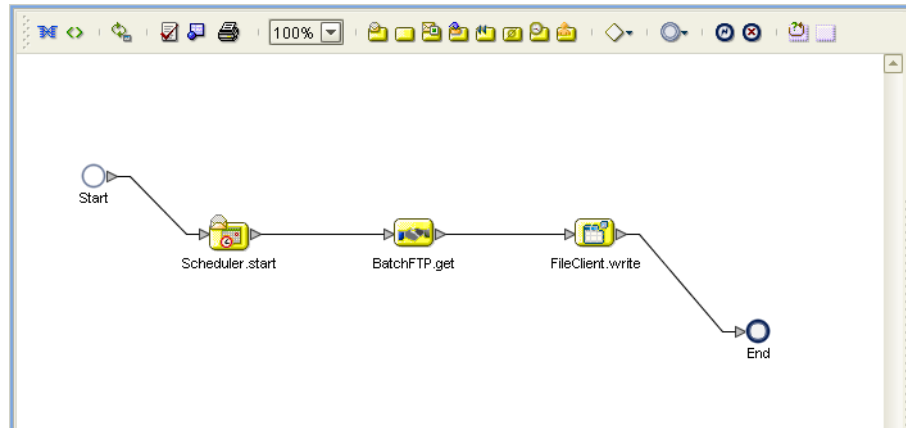 100%
Start
Scheduler.start
BatchFTP.get
FileClient.write
End